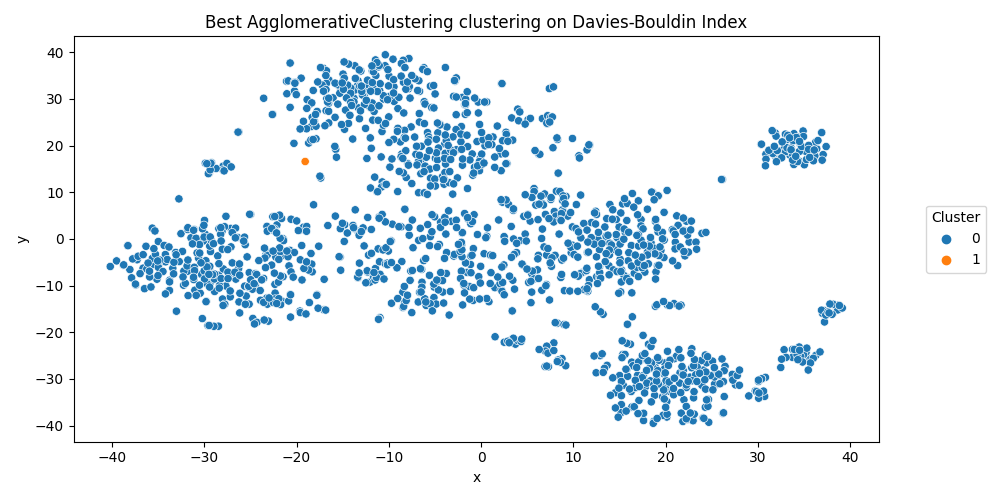 Best AgglomerativeClustering clustering on Davies-Bouldin Index
40
30
20
10
0
−10
−20
−30
−40
y
−40 −30 −20 −10 0 10 20 30 40
x
Cluster
0
1